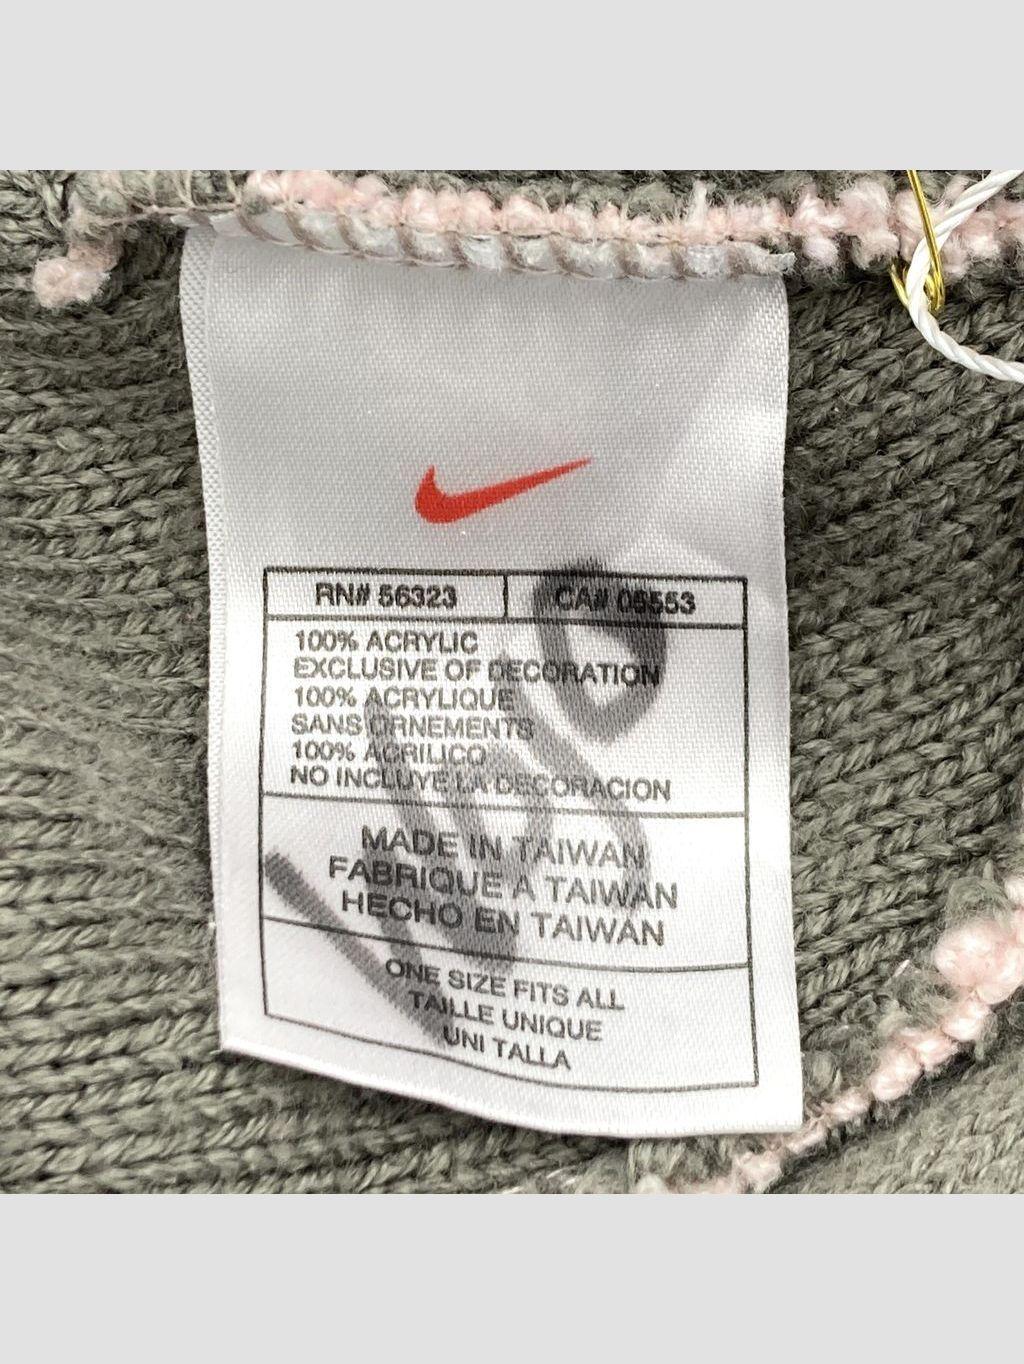 RN# 56323 CA# 05553
100% ACRYLIC
EXCLUSIVE OF DECORATION
100% ACRYLIQUE
SANS ORNEMENTS
100% ACRILICO
NO INCLUYE LA DECORACION
MADE IN TAIWAN
FABRIQUE A TAIWAN
HECHO EN TAIWAN
ONE SIZE FITS ALL
TAILLE UNIQUE
UNI TALLA